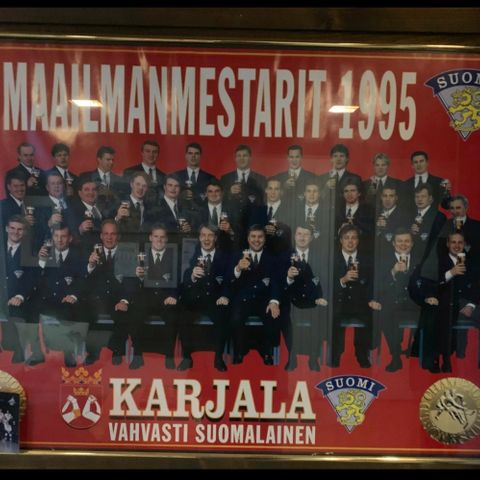 MAAILMANMESTARIT 1995
SUOMI
KARJALA
SUOMI
VAHVASTI SUOMALAINEN